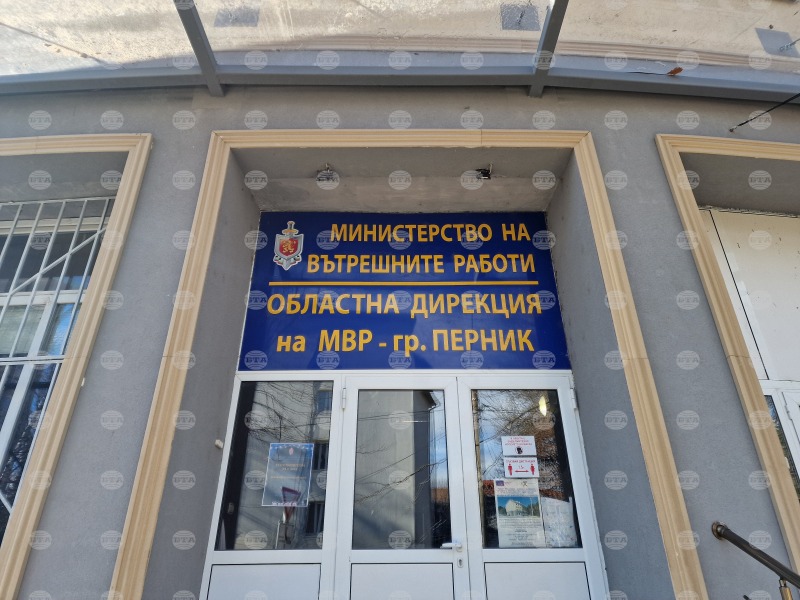 МИНИСТЕРСТВО НА
ВЪТРЕШНИТЕ РАБОТИ
ОБЛАСТНА ДИРЕКЦИЯ
на МВР - гр. ПЕРНИК